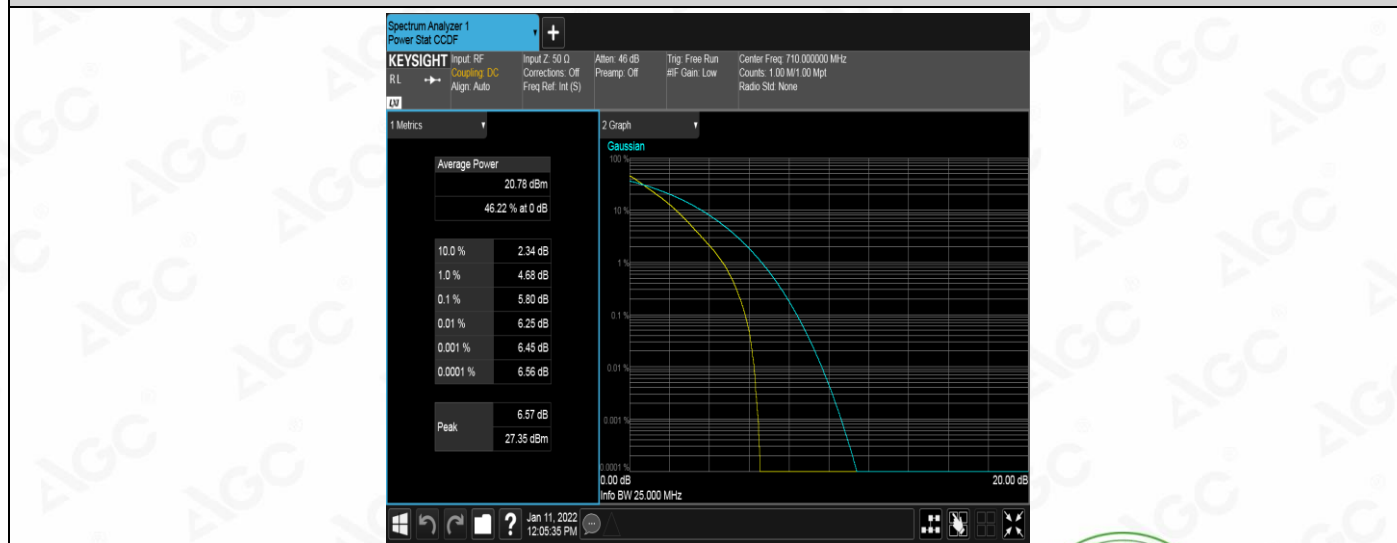 Spectrum Analyzer 1
Power Stat CCDF
+
KEYSIGHT
R L
LXI
Input: RF
Coupling: DC
Align: Auto
Input Z: 50 Ω
Corrections: Off
Freq Ref: Int (S)
Atten: 46 dB
Preamp: Off
Trig: Free Run
#IF Gain: Low
Center Freq: 710.000000 MHz
Counts: 1.00 M/1.00 Mpt
Radio Std: None
1 Metrics
Average Power
20.78 dBm
46.22 % at 0 dB
10.0 % 2.34 dB
1.0 % 4.68 dB
0.1 % 5.80 dB
0.01 % 6.25 dB
0.001 % 6.45 dB
0.0001 % 6.56 dB
Peak
6.57 dB
27.35 dBm
2 Graph
Gaussian
100 %
10 %
1 %
0.1 %
0.01 %
0.001 %
0.0001 %
0.00 dB 20.00 dB
Info BW 25.000 MHz
?
Jan 11, 2022
12:05:35 PM
AGC